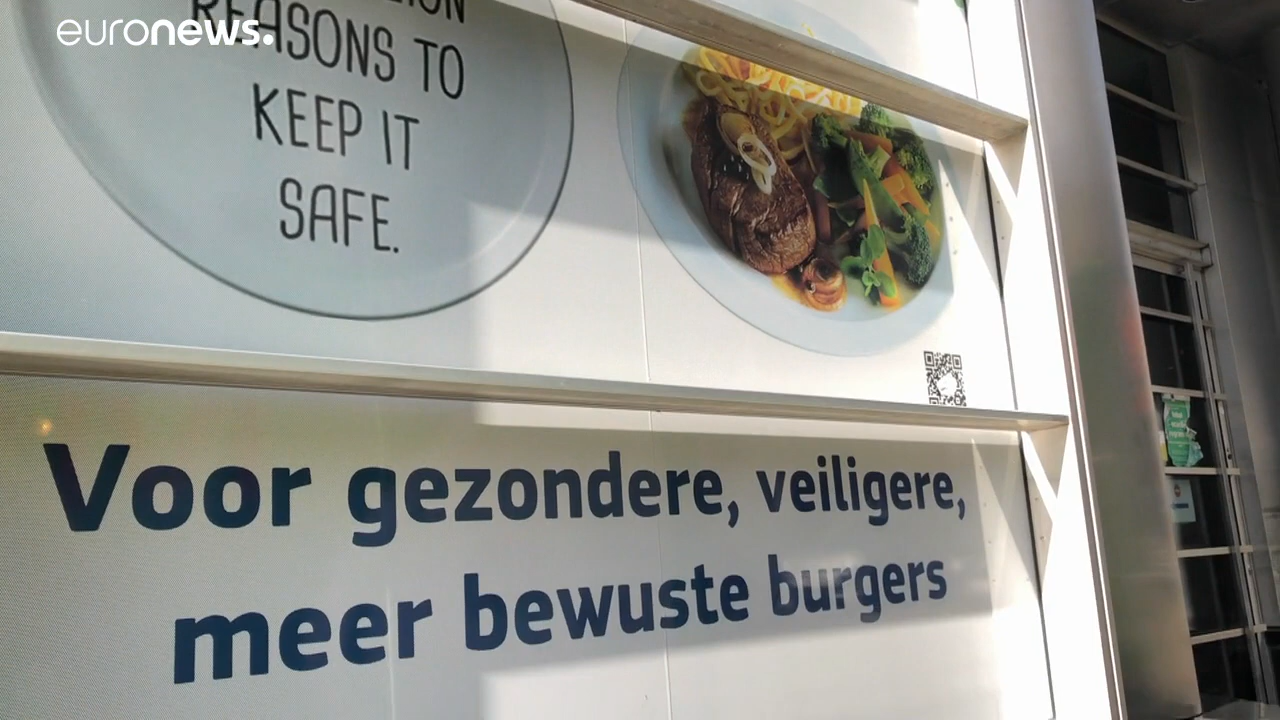 euronews.
REASONS TO
KEEP IT
SAFE.
Voor gezondere, veiligere,
meer bewuste burgers